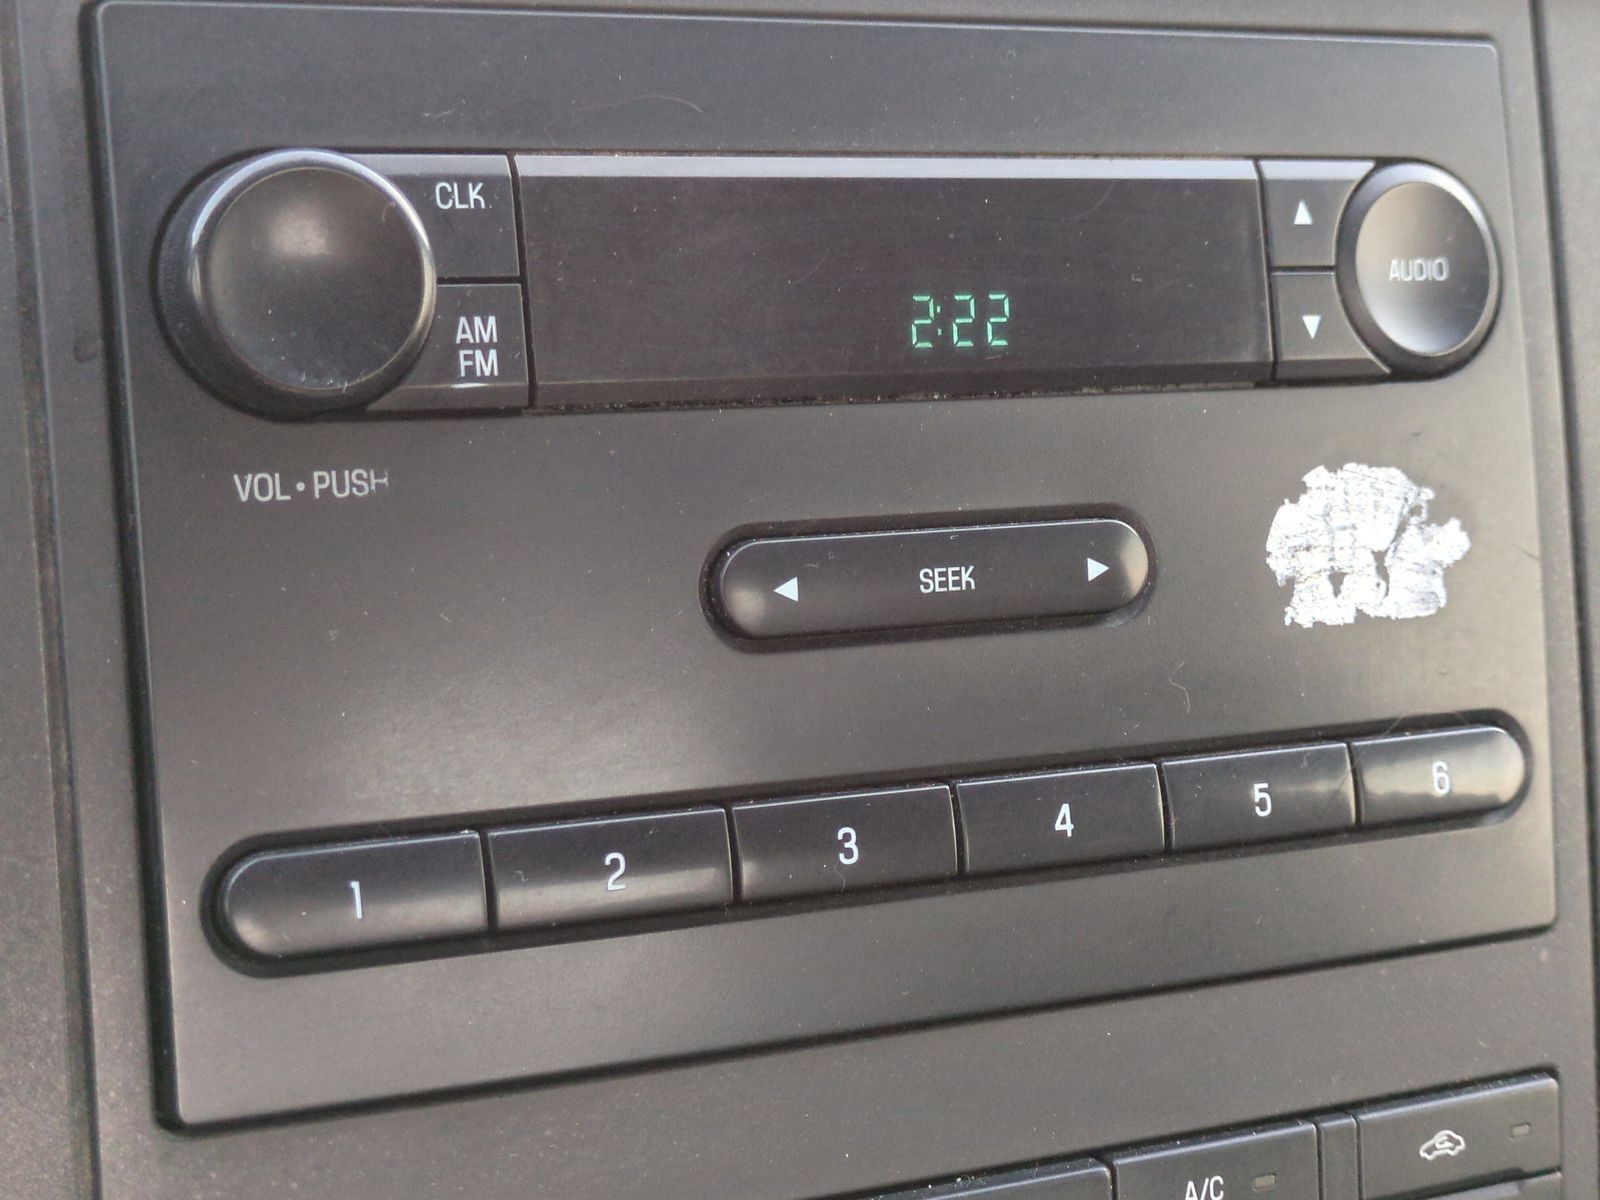 CLK
AM
FM
2:22
AUDIO
VOL • PUSH
SEEK
1
2
3
4
5
6
A/C